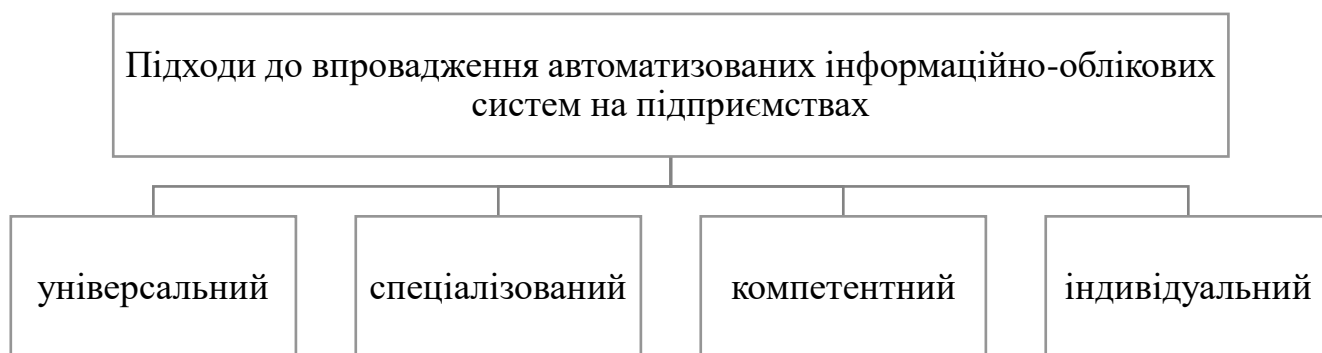 Підходи до впровадження автоматизованих інформаційно-облікових
систем на підприємствах
універсальний
спеціалізований
компетентний
індивідуальний